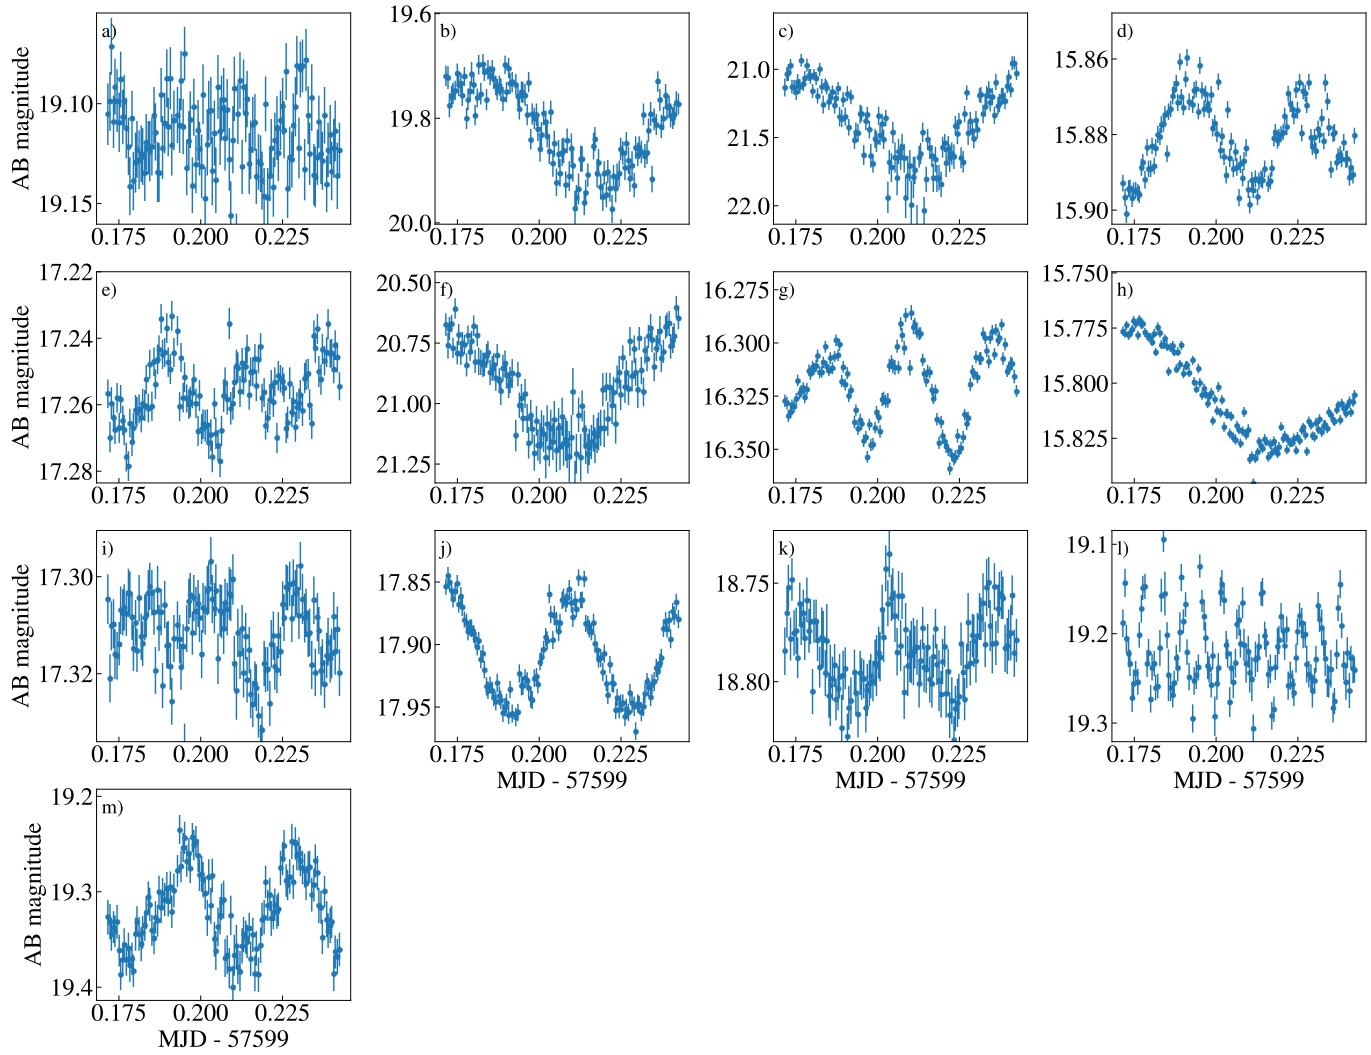 a)
AB magnitude
19.10
19.15
0.175 0.200 0.225
b)
19.6
19.8
20.0
0.175 0.200 0.225
c)
21.0
21.5
22.0
0.175 0.200 0.225
d)
15.86
15.88
15.90
0.175 0.200 0.225
e)
AB magnitude
17.22
17.24
17.26
17.28
0.175 0.200 0.225
f)
20.50
20.75
21.00
21.25
0.175 0.200 0.225
g)
16.275
16.300
16.325
16.350
0.175 0.200 0.225
h)
15.750
15.775
15.800
15.825
0.175 0.200 0.225
i)
AB magnitude
17.30
17.32
0.175 0.200 0.225
j)
17.85
17.90
17.95
0.175 0.200 0.225
MJD - 57599
k)
18.75
18.80
0.175 0.200 0.225
MJD - 57599
l)
19.1
19.2
19.3
0.175 0.200 0.225
MJD - 57599
m)
AB magnitude
19.2
19.3
19.4
0.175 0.200 0.225
MJD - 57599